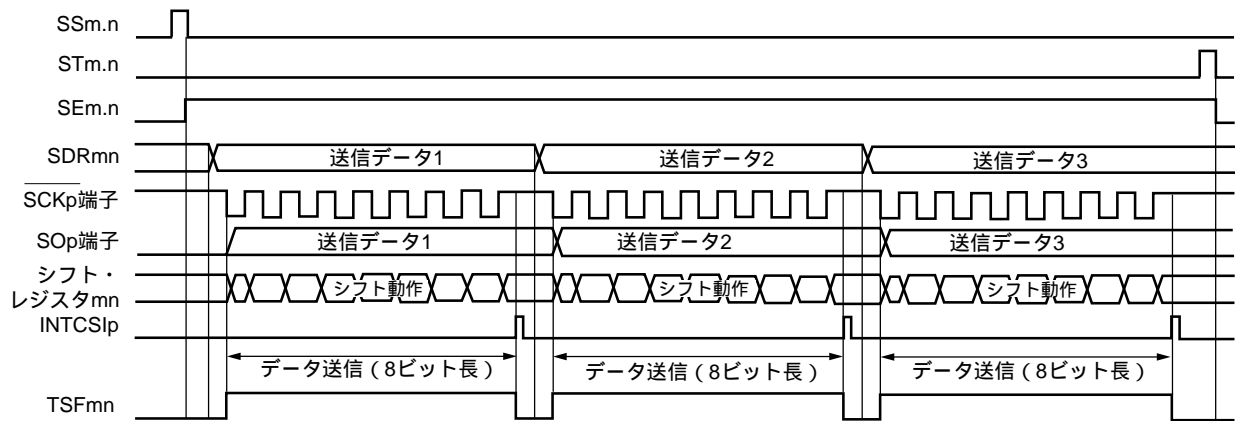 SSm.n
STm.n
SEm.n
SDRmn 送信データ1 送信データ2 送信データ3
SCKp端子
SOp端子 送信データ1 送信データ2 送信データ3
シフト・
レジスタmn シフト動作 シフト動作 シフト動作
INTCSIp
データ送信（8ビット長） データ送信（8ビット長） データ送信（8ビット長）
TSFmn